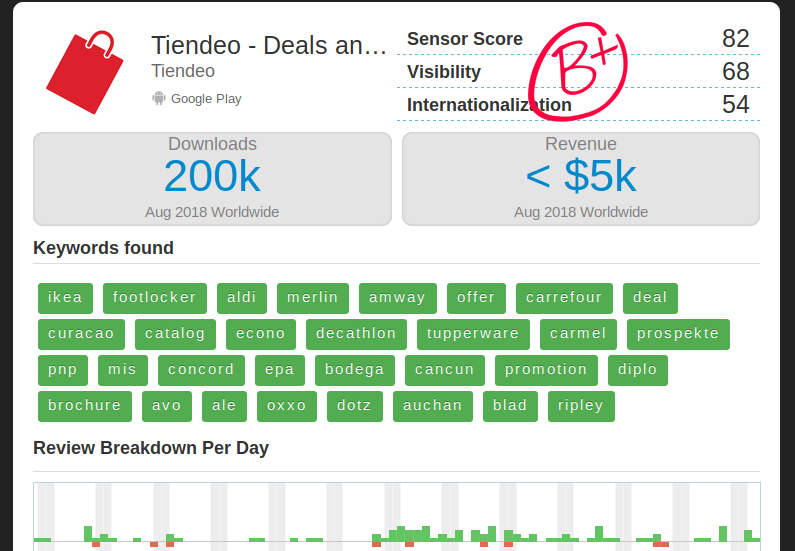 Tiendeo - Deals an...
Tiendeo
Google Play
Sensor Score 82
Visibility 68
Internationalization 54
B+
Downloads
200k
Aug 2018 Worldwide
Revenue
< $5k
Aug 2018 Worldwide
Keywords found
ikea footlocker aldi merlin amway offer carrefour deal
curacao catalog econo decathlon tupperware carmel prospekte
pnp mis concord epa bodega cancun promotion diplo
brochure avo ale oxxo dotz auchan blad ripley
Review Breakdown Per Day